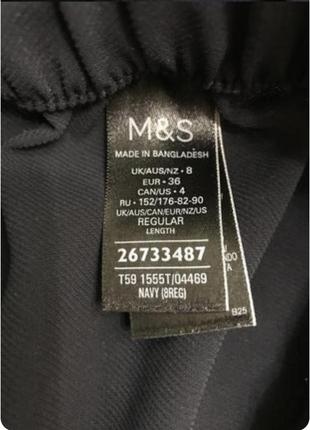 M&S
MADE IN BANGLADESH
UK/AUS/NZ • 8
EUR • 36
CAN/US • 4
RU • 152/176-82-90
UK/AUS/CAN/EUR/NZ/US
REGULAR
LENGTH
26733487
T59 1555T/04469
NAVY (8REG)
NDO
A
B25